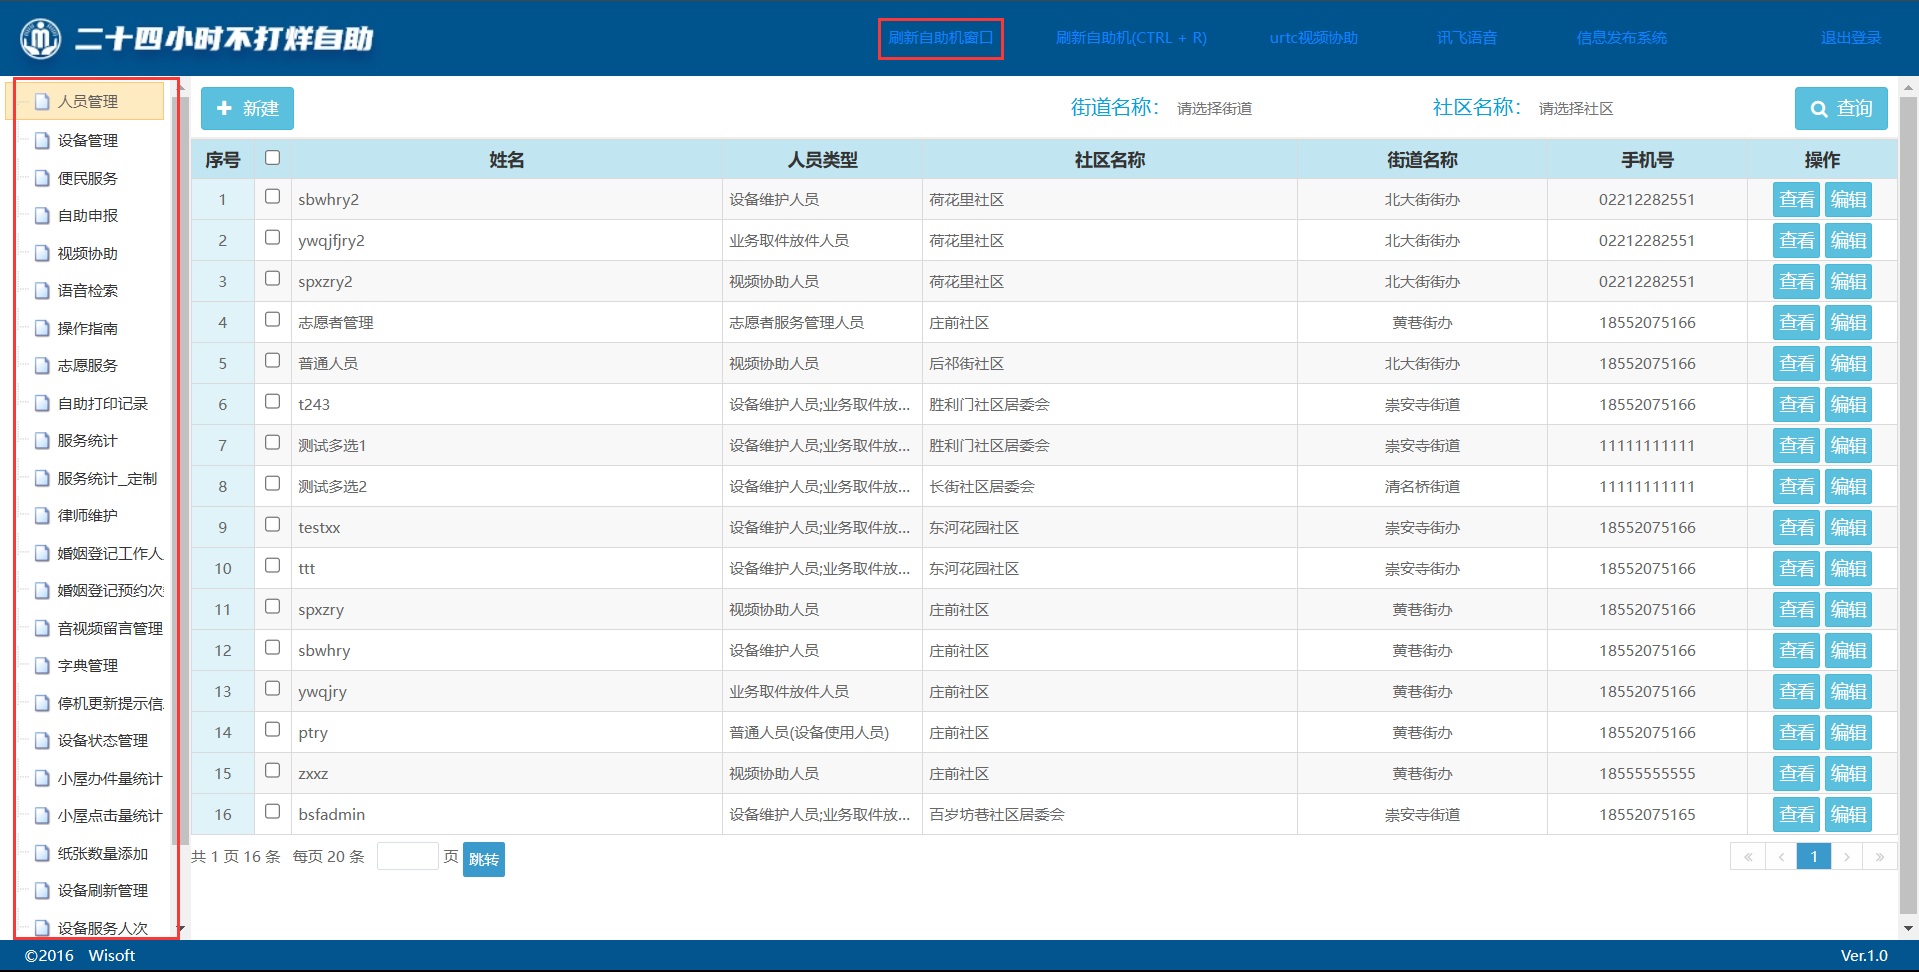 二十四小时不打烊自助
刷新自助机窗口 刷新自助机(CTRL + R) urtc视频协助 讯飞语音 信息发布系统 退出登录
人员管理
设备管理
便民服务
自助申报
视频协助
语音检索
操作指南
志愿服务
自助打印记录
服务统计
服务统计_定制
律师维护
婚姻登记工作人
婚姻登记预约次
音视频留言管理
字典管理
停机更新提示信
设备状态管理
小屋办件量统计
小屋点击量统计
纸张数量添加
设备刷新管理
设备服务人次
新建 街道名称： 请选择街道 社区名称： 请选择社区 查询
序号 姓名 人员类型 社区名称 街道名称 手机号 操作
1 sbwhry2 设备维护人员 荷花里社区 北大街街办 02212282551 查看 编辑
2 ywqjfjry2 业务取件放件人员 荷花里社区 北大街街办 02212282551 查看 编辑
3 spxzry2 视频协助人员 荷花里社区 北大街街办 02212282551 查看 编辑
4 志愿者管理 志愿者服务管理人员 庄前社区 黄巷街办 18552075166 查看 编辑
5 普通人员 视频协助人员 后祁街社区 北大街街办 18552075166 查看 编辑
6 t243 设备维护人员;业务取件放... 胜利门社区居委会 崇安寺街道 18552075166 查看 编辑
7 测试多选1 设备维护人员;业务取件放... 胜利门社区居委会 崇安寺街道 11111111111 查看 编辑
8 测试多选2 设备维护人员;业务取件放... 长街社区居委会 清名桥街道 11111111111 查看 编辑
9 testxx 设备维护人员;业务取件放... 东河花园社区 崇安寺街办 18552075166 查看 编辑
10 ttt 设备维护人员;业务取件放... 东河花园社区 崇安寺街办 18552075166 查看 编辑
11 spxzry 视频协助人员 庄前社区 黄巷街办 18552075166 查看 编辑
12 sbwhry 设备维护人员 庄前社区 黄巷街办 18552075166 查看 编辑
13 ywqjry 业务取件放件人员 庄前社区 黄巷街办 18552075166 查看 编辑
14 ptry 普通人员(设备使用人员) 庄前社区 黄巷街办 18552075166 查看 编辑
15 zxxz 视频协助人员 庄前社区 黄巷街办 18555555555 查看 编辑
16 bsfadmin 设备维护人员;业务取件放... 百岁坊巷社区居委会 崇安寺街道 18552075165 查看 编辑
共 1 页 16 条 每页 20 条 页 跳转 « ‹ 1 › »
©2016 Wisoft Ver.1.0